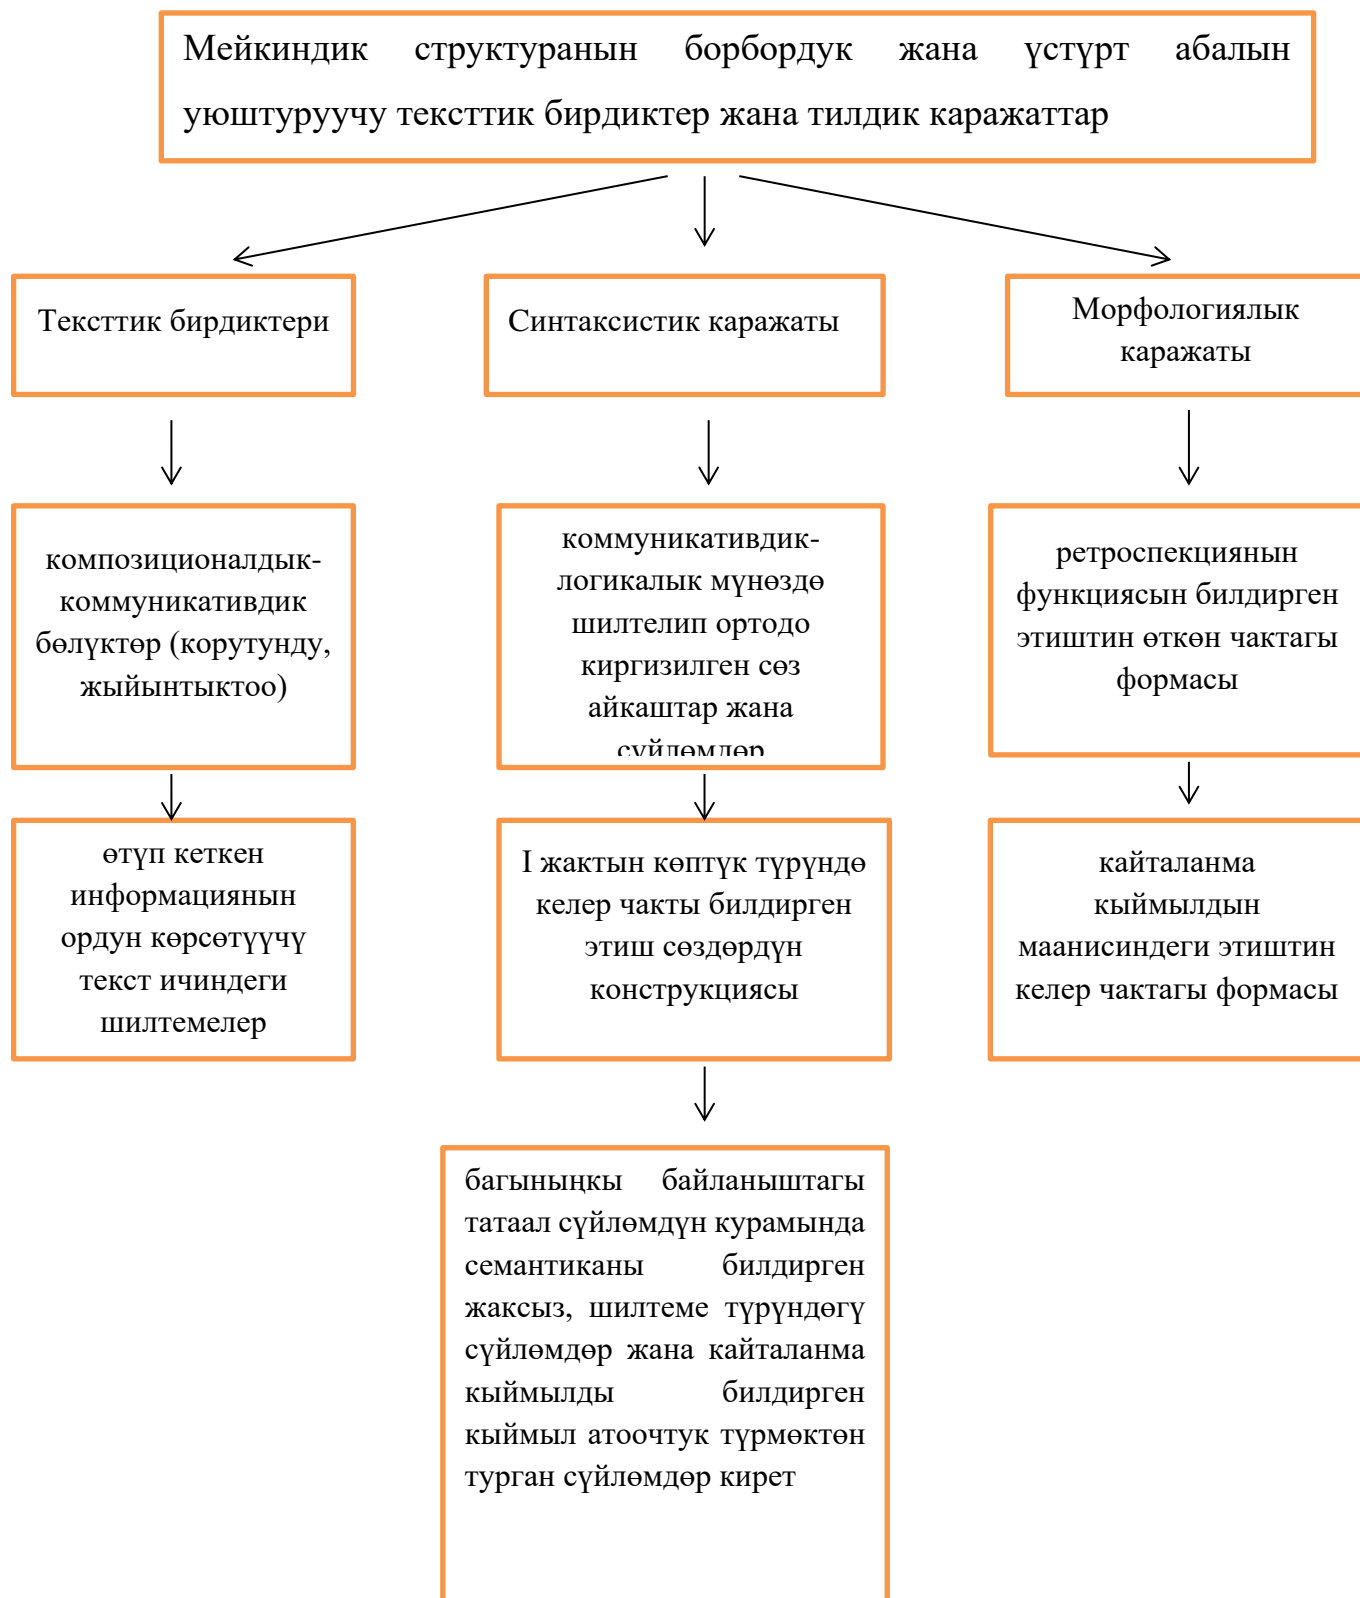 Мейкиндик структуранын борбордук жана үстүрт абалын
уюштуруучу тексттик бирдиктер жана тилдик каражаттар
Тексттик бирдиктери
Синтаксистик каражаты
Морфологиялык
каражаты
композиционалдык-
коммуникативдик
бөлүктөр (корутунду,
жыйынтыктоо)
коммуникативдик-
логикалык мүнөздө
шилтелип ортодо
киргизилген сөз
айкаштар жана
сүйлөмдөр
ретроспекциянын
функциясын билдирген
этиштин өткөн чактагы
формасы
өтүп кеткен
информациянын
ордун көрсөтүүчү
текст ичиндеги
шилтемелер
I жактын көптүк түрүндө
келер чакты билдирген
этиш сөздөрдүн
конструкциясы
кайталанма
кыймылдын
маанисиндеги этиштин
келер чактагы формасы
багыныңкы байланыштагы
татаал сүйлөмдүн курамында
семантиканы билдирген
жаксыз, шилтеме түрүндөгү
сүйлөмдөр жана кайталанма
кыймылды билдирген
кыймыл атоочтук түрмөктөн
турган сүйлөмдөр кирет